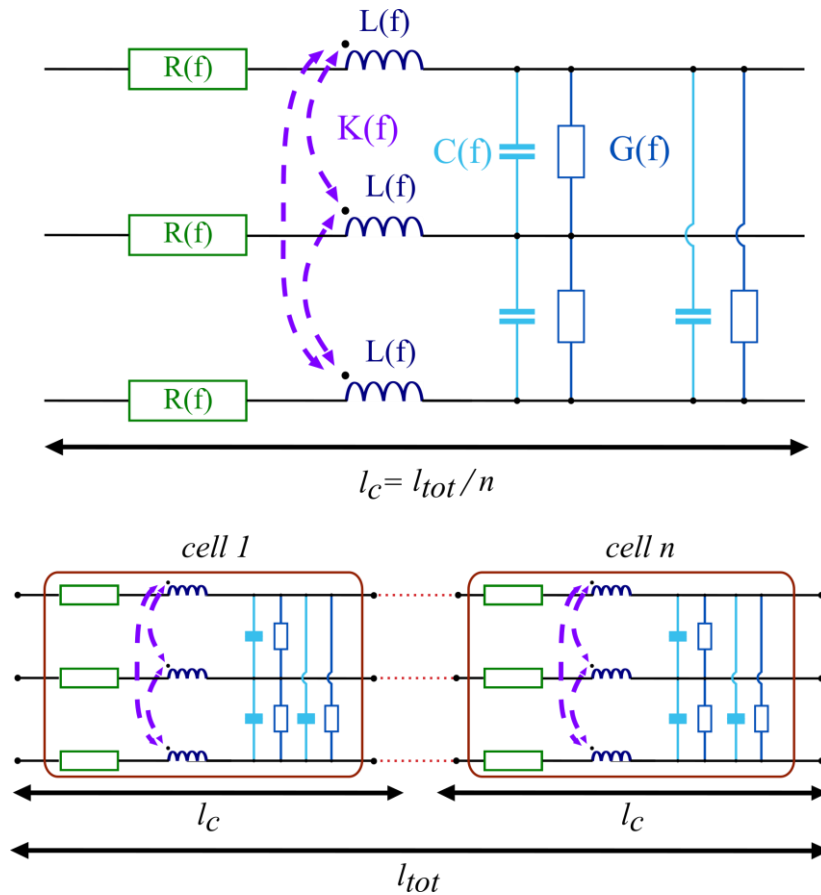 L(f)
R(f)
K(f)
C(f)
G(f)
L(f)
R(f)
L(f)
R(f)
l_c = l_tot / n
cell 1
cell n
l_c
l_c
l_tot